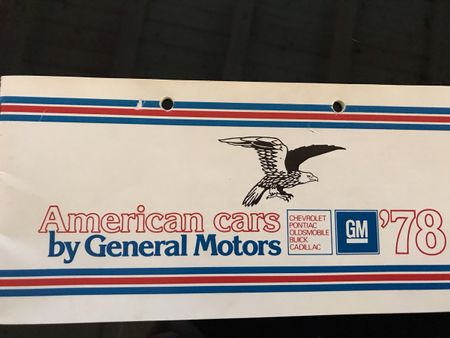 American cars
by General Motors
CHEVROLET
PONTIAC
OLDSMOBILE
BUICK
CADILLAC
GM
'78